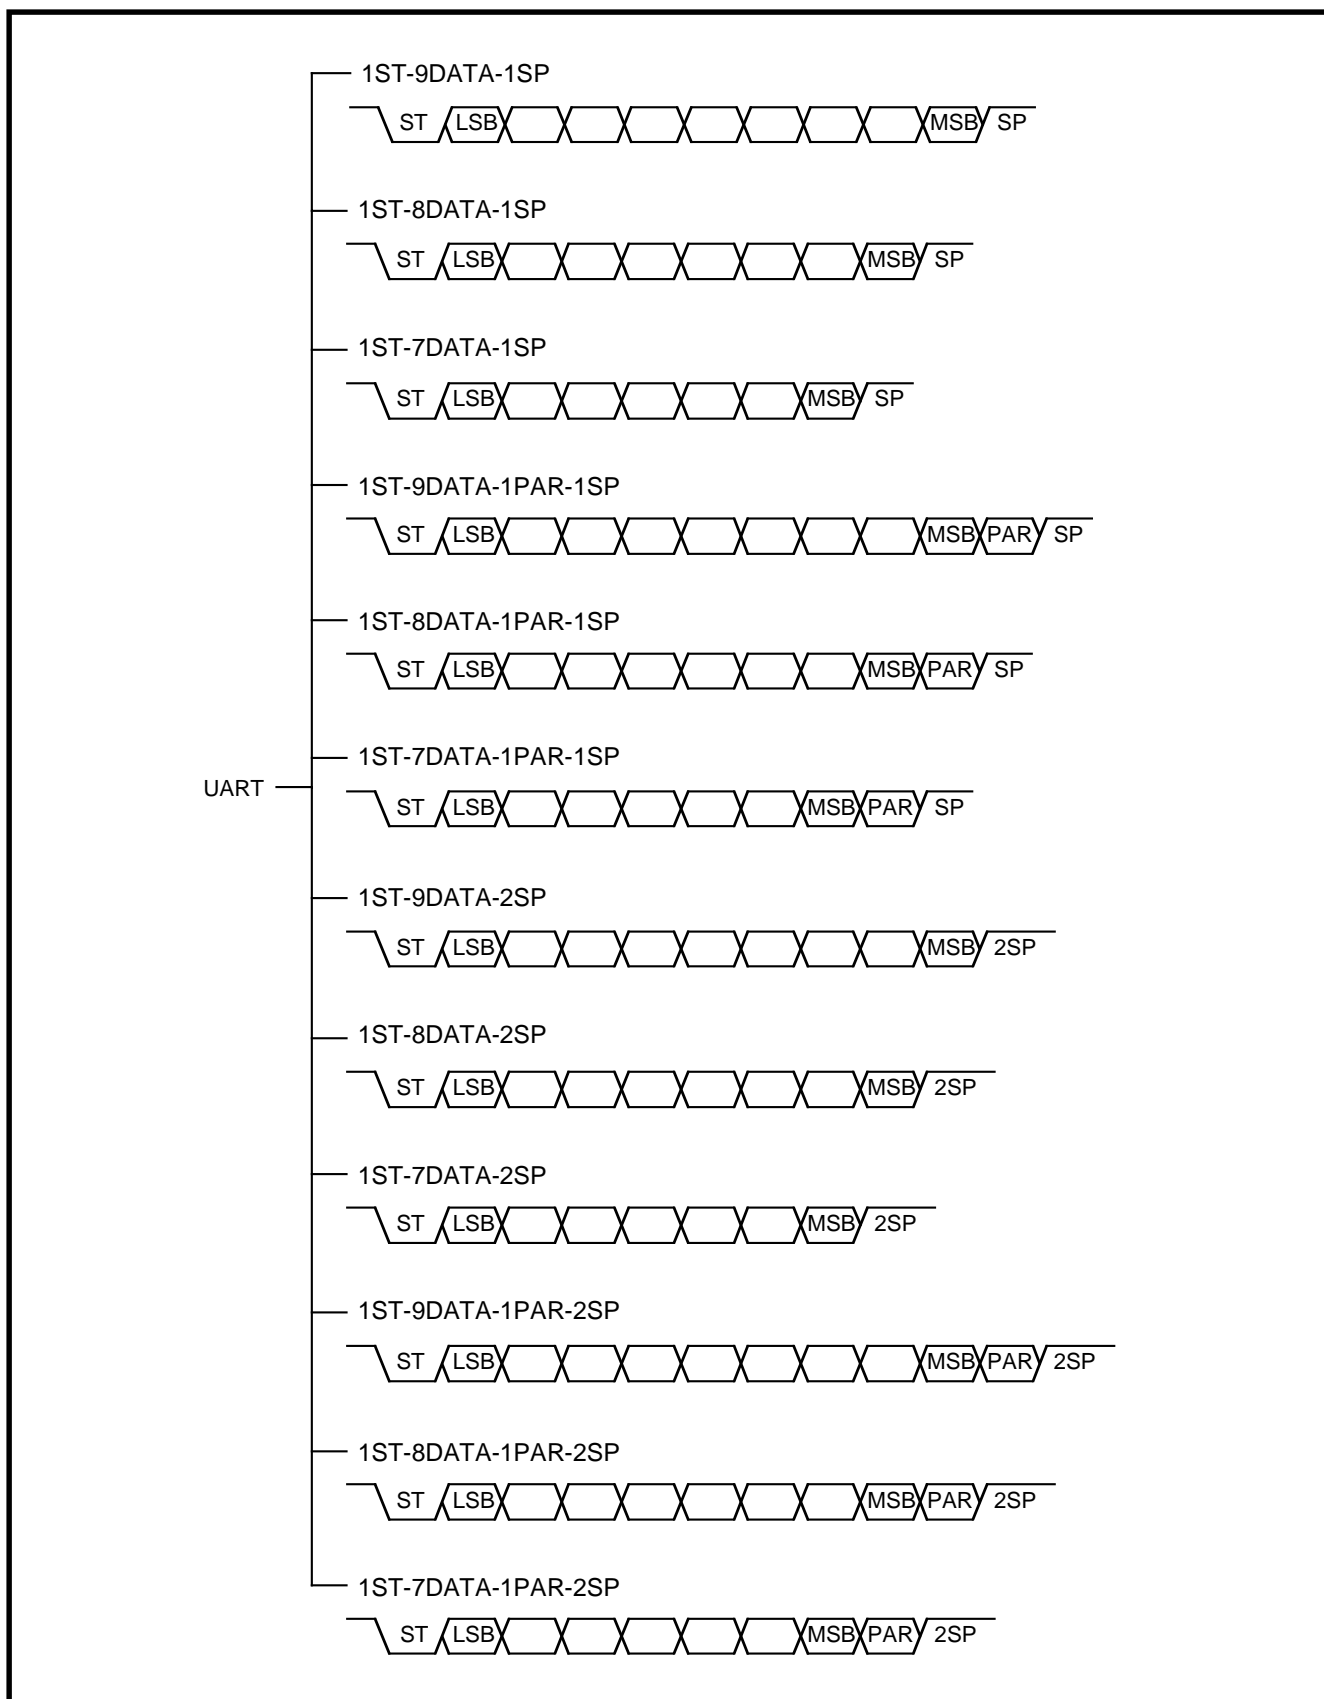 1ST-9DATA-1SP
ST LSB MSB SP
1ST-8DATA-1SP
ST LSB MSB SP
1ST-7DATA-1SP
ST LSB MSB SP
1ST-9DATA-1PAR-1SP
ST LSB MSB PAR SP
1ST-8DATA-1PAR-1SP
ST LSB MSB PAR SP
1ST-7DATA-1PAR-1SP
UART
ST LSB MSB PAR SP
1ST-9DATA-2SP
ST LSB MSB 2SP
1ST-8DATA-2SP
ST LSB MSB 2SP
1ST-7DATA-2SP
ST LSB MSB 2SP
1ST-9DATA-1PAR-2SP
ST LSB MSB PAR 2SP
1ST-8DATA-1PAR-2SP
ST LSB MSB PAR 2SP
1ST-7DATA-1PAR-2SP
ST LSB MSB PAR 2SP